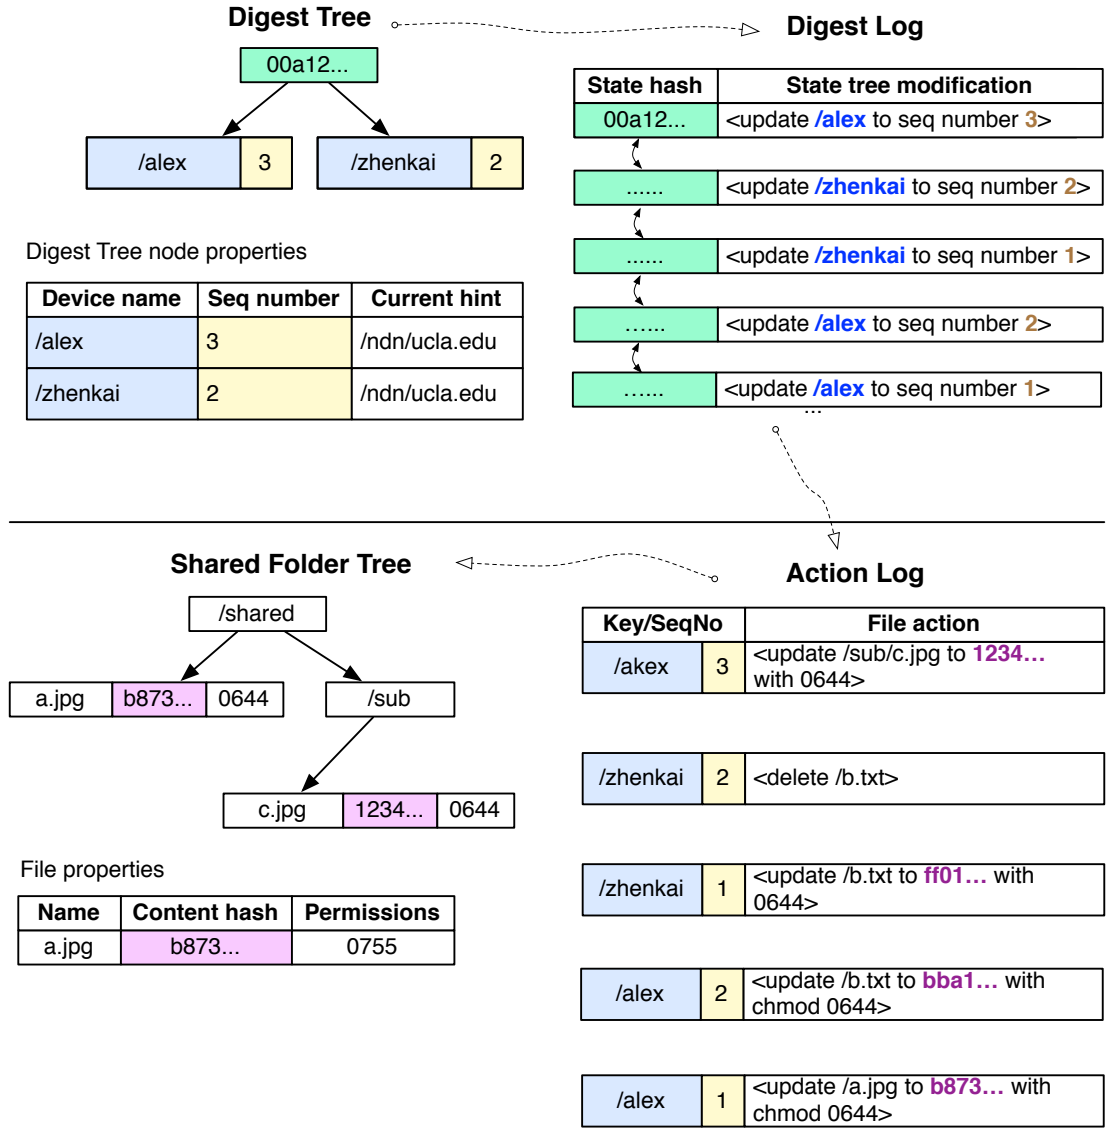 Digest Tree
00a12...
/alex 3
/zhenkai 2
Digest Tree node properties
Device name Seq number Current hint
/alex 3 /ndn/ucla.edu
/zhenkai 2 /ndn/ucla.edu
Digest Log
State hash State tree modification
00a12... <update /alex to seq number 3>
...... <update /zhenkai to seq number 2>
...... <update /zhenkai to seq number 1>
…... <update /alex to seq number 2>
…... <update /alex to seq number 1>
...
Shared Folder Tree
/shared
a.jpg b873... 0644
/sub
c.jpg 1234... 0644
File properties
Name Content hash Permissions
a.jpg b873... 0755
Action Log
Key/SeqNo File action
/akex 3 <update /sub/c.jpg to 1234…
with 0644>
/zhenkai 2 <delete /b.txt>
/zhenkai 1 <update /b.txt to ff01… with
0644>
/alex 2 <update /b.txt to bba1… with
chmod 0644>
/alex 1 <update /a.jpg to b873… with
chmod 0644>